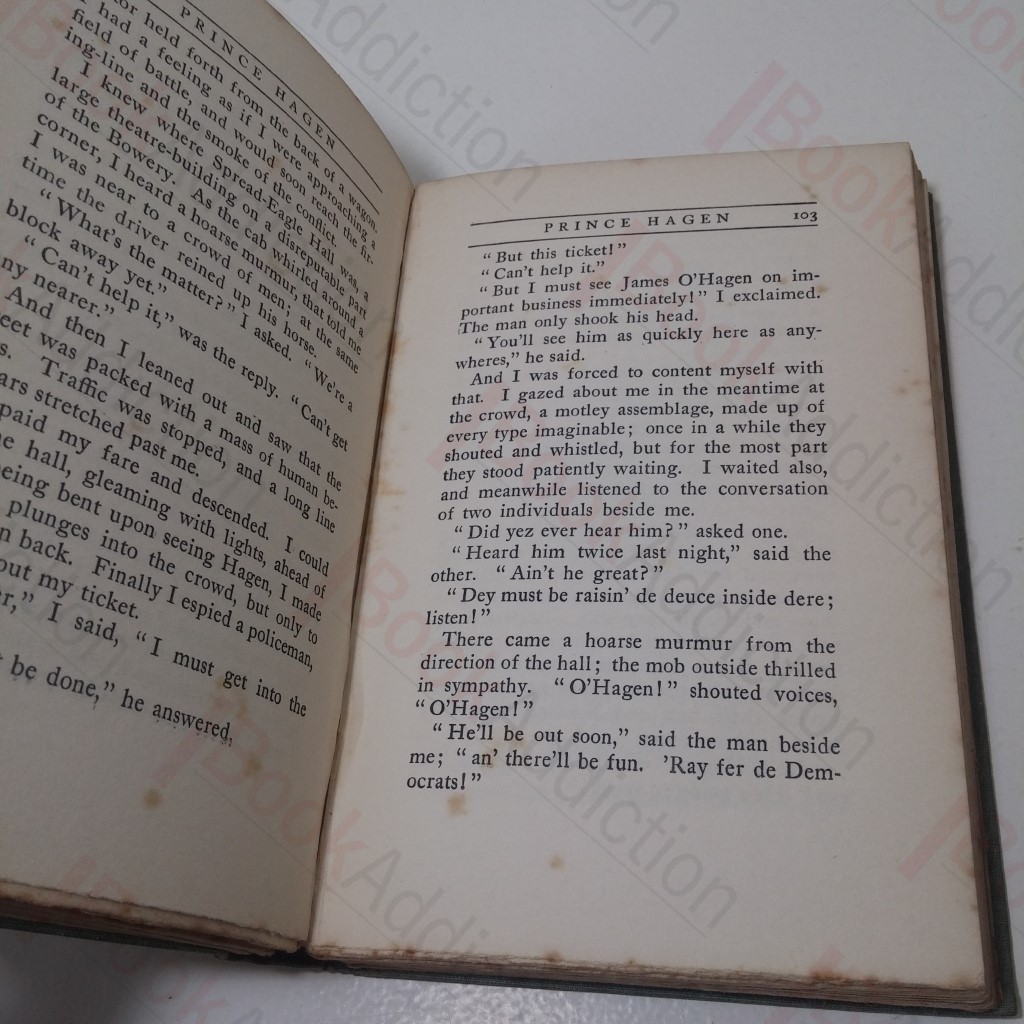 PRINCE HAGEN
held forth from the back of a wagon.
I had a feeling as if I were approaching a
field of battle, and would soon reach the fir-
ing-line and the smoke of the conflict.
I knew where Spread-Eagle Hall was, a
large theatre-building on a disreputable part
of the Bowery. As the cab whirled around a
corner, I heard a hoarse murmur, that told me
I was near to a crowd of men; at the same
time the driver reined up his horse.
"What's the matter?" I asked. "We're a
block away yet."
"Can't help it," was the reply. "Can't get
any nearer."
And then I leaned out and saw that the
street was packed with a mass of human be-
Traffic was stopped, and a long line
stretched past me.
paid my fare and descended. I could
hall, gleaming with lights, ahead of
being bent upon seeing Hagen, I made
plunges into the crowd, but only to
back. Finally I espied a policeman,
out my ticket.
I said, "I must get into the
be done," he answered.
PRINCE HAGEN 103
"But this ticket!"
"Can't help it."
"But I must see James O'Hagen on im-
portant business immediately!" I exclaimed.
The man only shook his head.
"You'll see him as quickly here as any-
wheres," he said.
And I was forced to content myself with
that. I gazed about me in the meantime at
the crowd, a motley assemblage, made up of
every type imaginable; once in a while they
shouted and whistled, but for the most part
they stood patiently waiting. I waited also,
and meanwhile listened to the conversation
of two individuals beside me.
"Did yez ever hear him?" asked one.
"Heard him twice last night," said the
other. "Ain't he great?"
"Dey must be raisin' de deuce inside dere;
listen!"
There came a hoarse murmur from the
direction of the hall; the mob outside thrilled
in sympathy. "O'Hagen!" shouted voices,
"O'Hagen!"
"He'll be out soon," said the man beside
me; "an' there'll be fun. 'Ray fer de Dem-
ocrats!"
BookAddiction